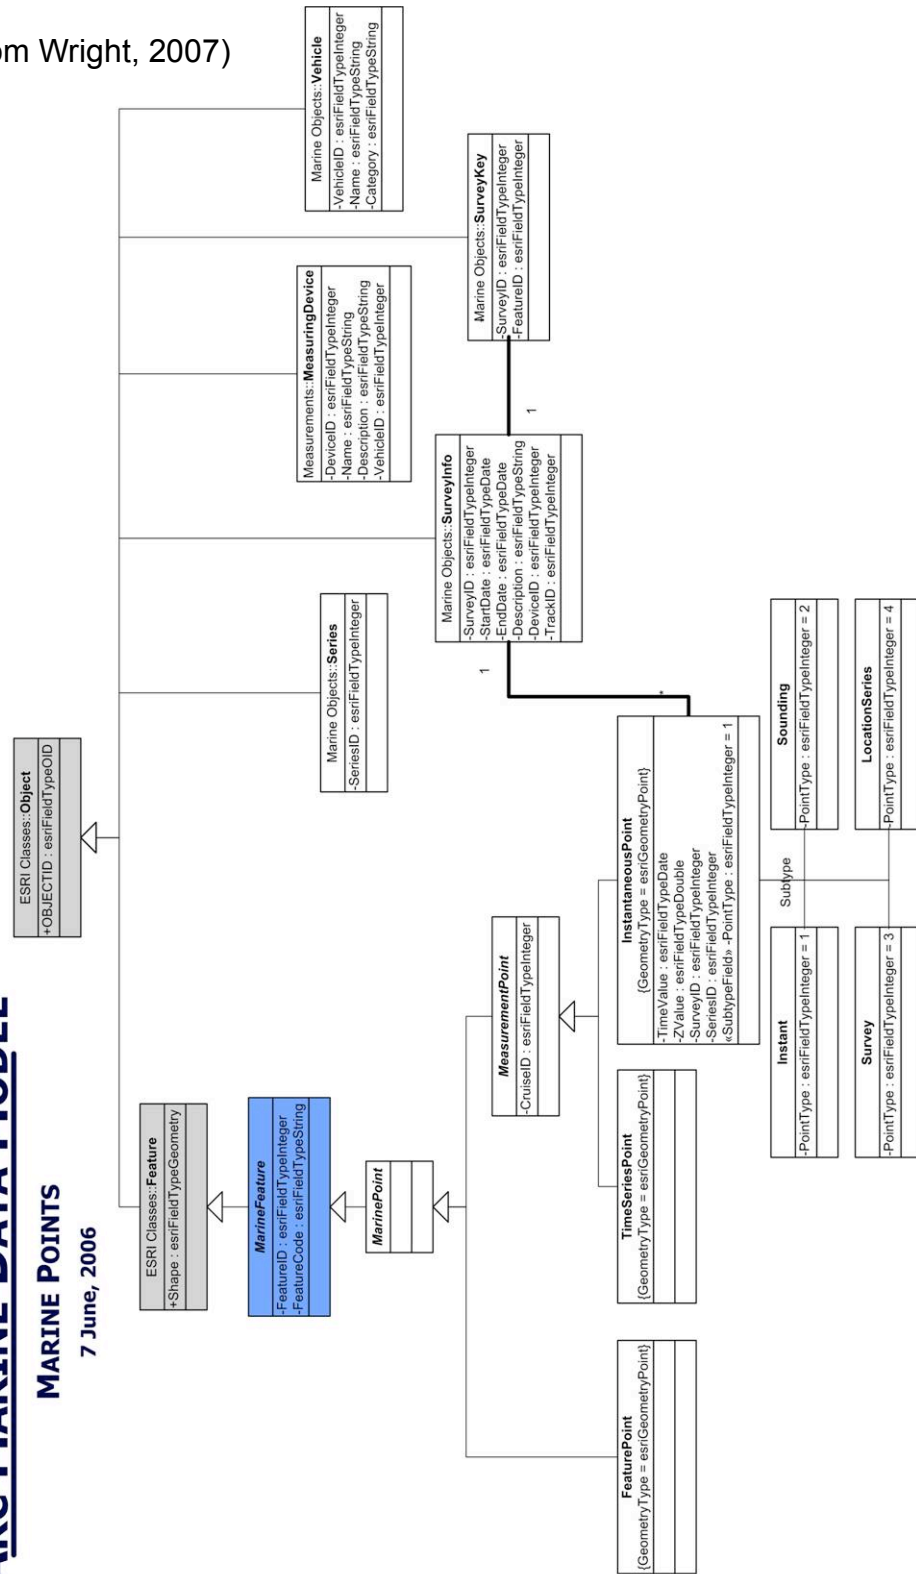 om Wright, 2007)
ARC MARINE DATA MODEL
MARINE POINTS
7 June, 2006
ESRI Classes::Object
+OBJECTID : esriFieldTypeOID
ESRI Classes::Feature
+Shape : esriFieldTypeGeometry
MarineFeature
-FeatureID : esriFieldTypeInteger
-FeatureCode : esriFieldTypeString
MarinePoint
Marine Objects::Series
-SeriesID : esriFieldTypeInteger
Measurements::MeasuringDevice
-DeviceID : esriFieldTypeInteger
-Name : esriFieldTypeString
-Description : esriFieldTypeString
-VehicleID : esriFieldTypeInteger
Marine Objects::Vehicle
-VehicleID : esriFieldTypeInteger
-Name : esriFieldTypeString
-Category : esriFieldTypeString
Marine Objects::SurveyInfo
-SurveyID : esriFieldTypeInteger
-StartDate : esriFieldTypeDate
-EndDate : esriFieldTypeDate
-Description : esriFieldTypeString
-DeviceID : esriFieldTypeInteger
-TrackID : esriFieldTypeInteger
Marine Objects::SurveyKey
-SurveyID : esriFieldTypeInteger
-FeatureID : esriFieldTypeInteger
1
1
*
MeasurementPoint
-CruiseID : esriFieldTypeInteger
FeaturePoint
{GeometryType = esriGeometryPoint}
TimeSeriesPoint
{GeometryType = esriGeometryPoint}
InstantaneousPoint
{GeometryType = esriGeometryPoint}
-TimeValue : esriFieldTypeDate
-ZValue : esriFieldTypeDouble
-SurveyID : esriFieldTypeInteger
-SeriesID : esriFieldTypeInteger
«SubtypeField» -PointType : esriFieldTypeInteger = 1
Subtype
Instant
-PointType : esriFieldTypeInteger = 1
Sounding
-PointType : esriFieldTypeInteger = 2
Survey
-PointType : esriFieldTypeInteger = 3
LocationSeries
-PointType : esriFieldTypeInteger = 4